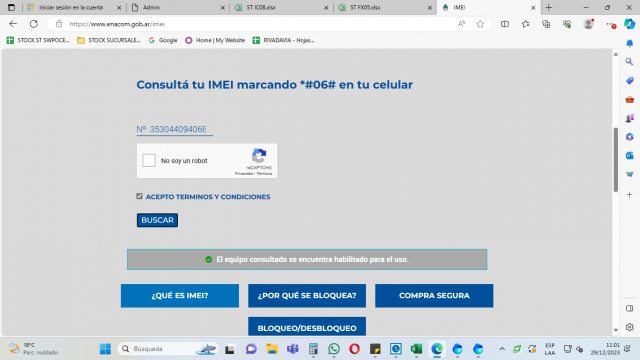 Iniciar sesión en la cuenta
Admin
ST IC08.xlsx
ST FX05.xlsx
IMEI
https://www.enacom.gob.ar/imei
STOCK ST SWPOCE...
STOCK SUCURSALE...
Google
Home | My Website
RIVADAVIA - Hojas...
Consultá tu IMEI marcando *#06# en tu celular
Nº 35304409406E
No soy un robot
reCAPTCHA
Privacidad - Términos
ACEPTO TERMINOS Y CONDICIONES
BUSCAR
El equipo consultado se encuentra habilitado para el uso.
¿QUÉ ES IMEI?
¿POR QUÉ SE BLOQUEA?
COMPRA SEGURA
BLOQUEO/DESBLOQUEO
18°C
Parc. nublado
Búsqueda
ESP
LAA
11:01
29/12/2023